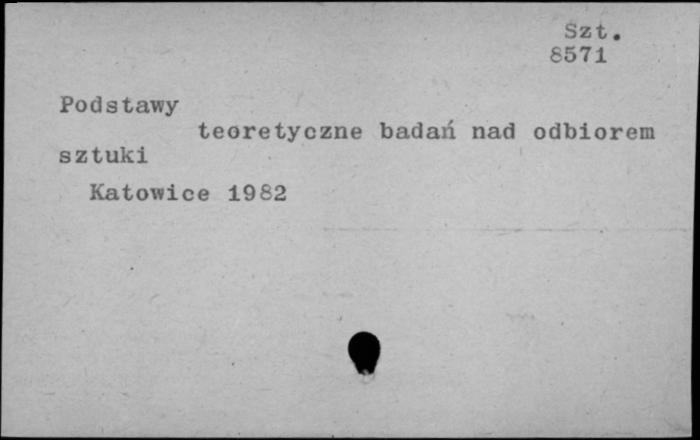 Szt.
8571
Podstawy
teoretyczne badań nad odbiorem
sztuki
Katowice 1982